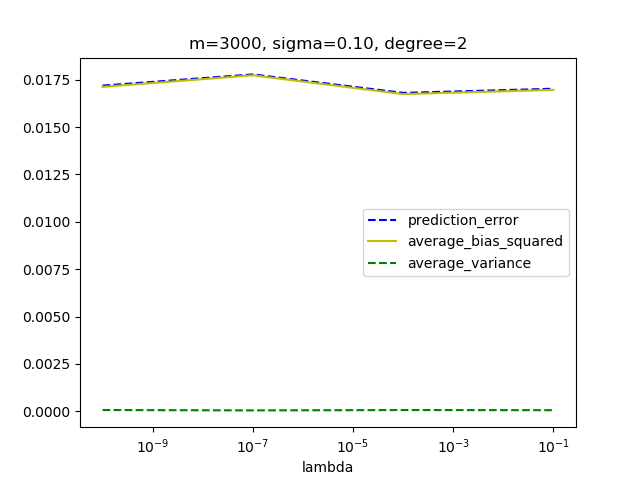 m=3000, sigma=0.10, degree=2
0.0175
0.0150
0.0125
0.0100
0.0075
0.0050
0.0025
0.0000
prediction_error
average_bias_squared
average_variance
10⁻⁹ 10⁻⁷ 10⁻⁵ 10⁻³ 10⁻¹
lambda